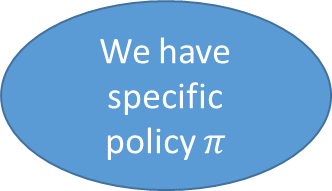 We have
specific
policy 𝜋